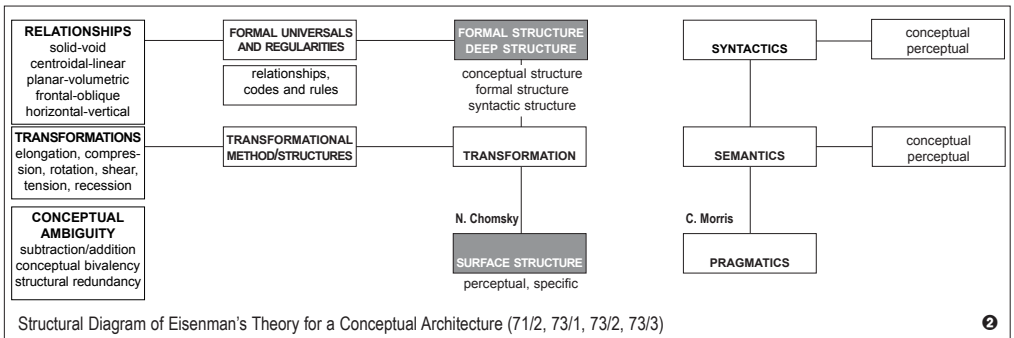 RELATIONSHIPS
solid-void
centroidal-linear
planar-volumetric
frontal-oblique
horizontal-vertical
TRANSFORMATIONS
elongation, compres-
sion, rotation, shear,
tension, recession
CONCEPTUAL
AMBIGUITY
subtraction/addition
conceptual bivalency
structural redundancy
FORMAL UNIVERSALS
AND REGULARITIES
relationships,
codes and rules
TRANSFORMATIONAL
METHOD/STRUCTURES
FORMAL STRUCTURE
DEEP STRUCTURE
conceptual structure
formal structure
syntactic structure
TRANSFORMATION
N. Chomsky
SURFACE STRUCTURE
perceptual, specific
SYNTACTICS
SEMANTICS
C. Morris
PRAGMATICS
conceptual
perceptual
conceptual
perceptual
Structural Diagram of Eisenman's Theory for a Conceptual Architecture (71/2, 73/1, 73/2, 73/3)
❷